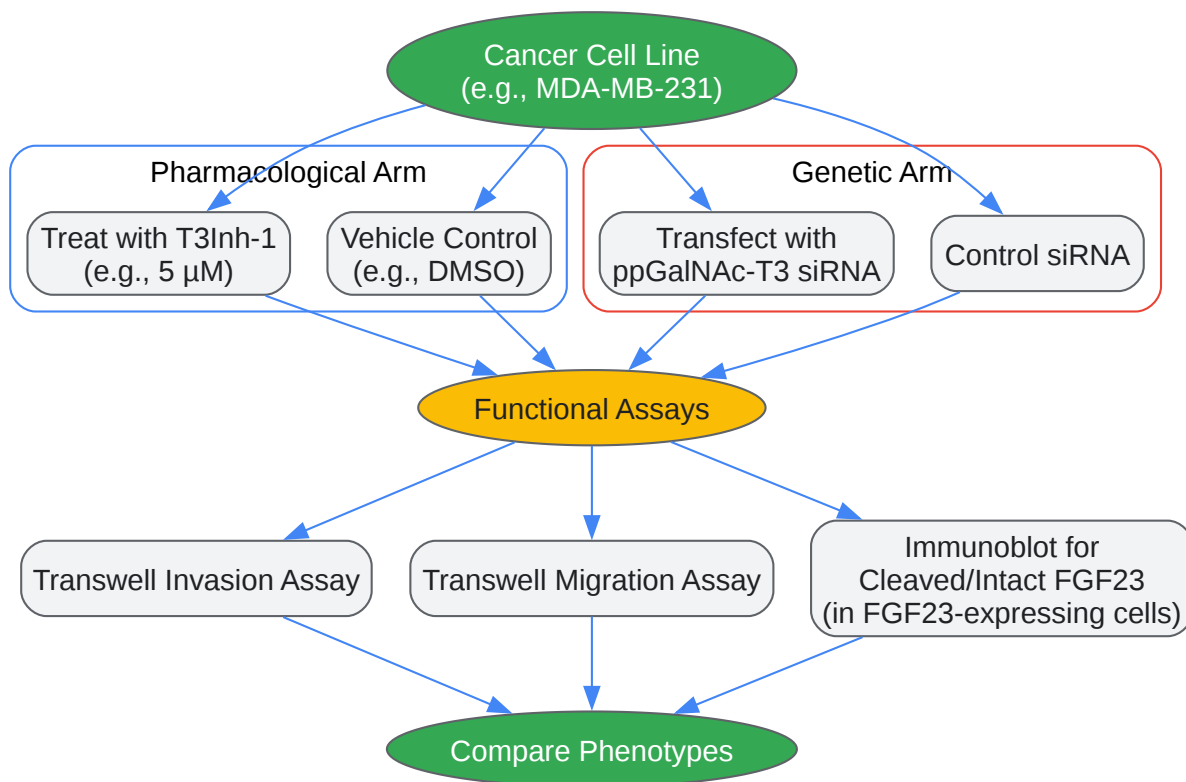 Cancer Cell Line
(e.g., MDA-MB-231)
Pharmacological Arm
Genetic Arm
Treat with T3Inh-1
(e.g., 5 µM)
Vehicle Control
(e.g., DMSO)
Transfect with
ppGalNAc-T3 siRNA
Control siRNA
Functional Assays
Transwell Invasion Assay
Transwell Migration Assay
Immunoblot for
Cleaved/Intact FGF23
(in FGF23-expressing cells)
Compare Phenotypes